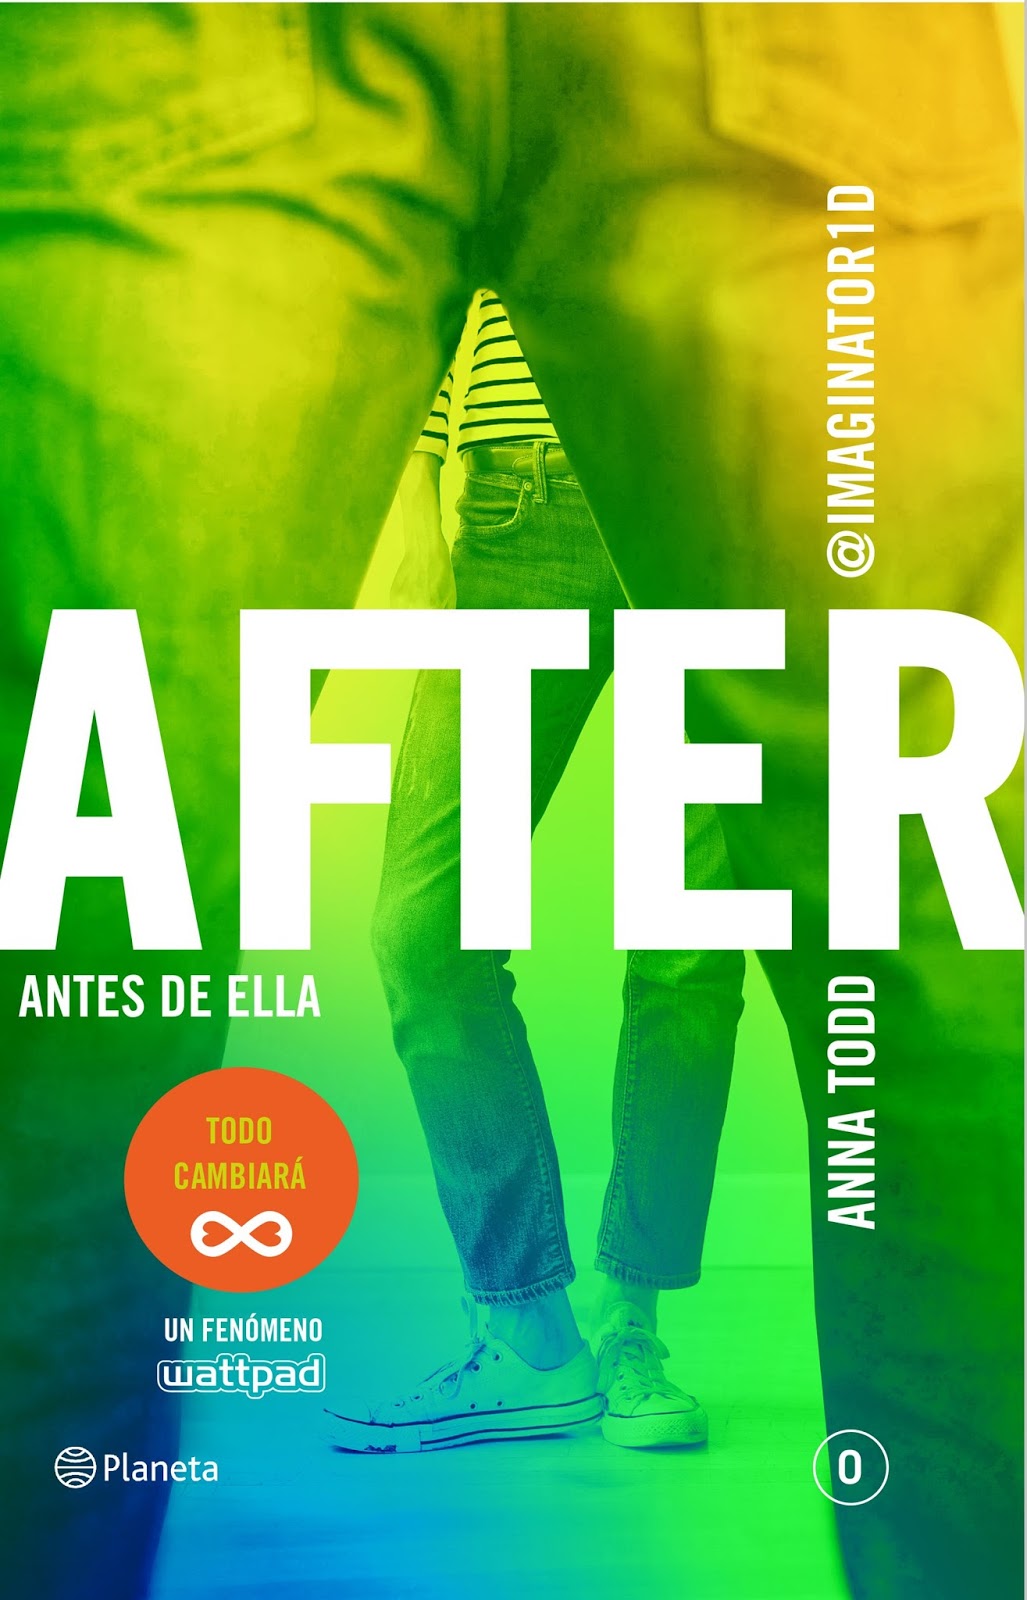 @IMAGINATOR1D
AFTER
ANTES DE ELLA
ANNA TODD
TODO
CAMBIARÁ
UN FENÓMENO
wattpad
Planeta
0